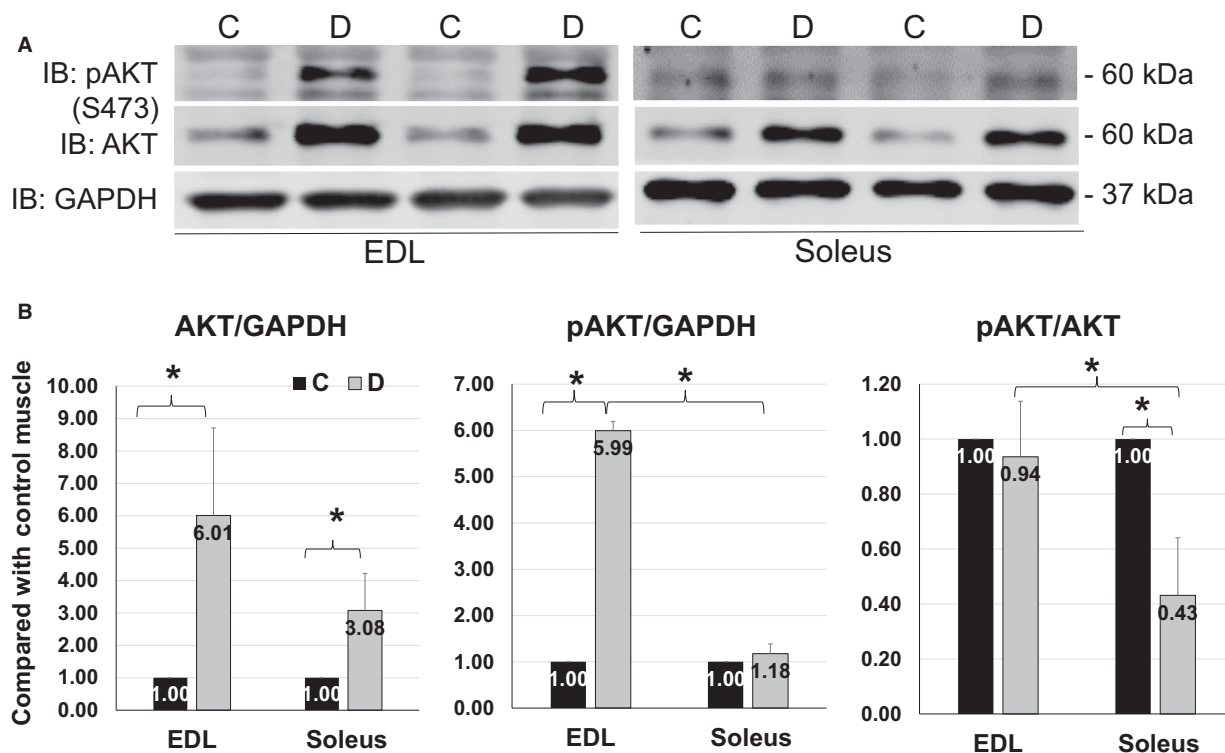 A
C D C D C D C D
IB: pAKT
(S473)
- 60 kDa
IB: AKT
- 60 kDa
IB: GAPDH
- 37 kDa
EDL Soleus
B
AKT/GAPDH
Compared with control muscle
10.00
9.00
8.00
7.00
6.00
5.00
4.00
3.00
2.00
1.00
0.00
C D
*
*
1.00
6.01
1.00
3.08
EDL Soleus
pAKT/GAPDH
7.00
6.00
5.00
4.00
3.00
2.00
1.00
0.00
* *
1.00
5.99
1.00
1.18
EDL Soleus
pAKT/AKT
1.20
1.00
0.80
0.60
0.40
0.20
0.00
*
*
1.00
0.94
1.00
0.43
EDL Soleus